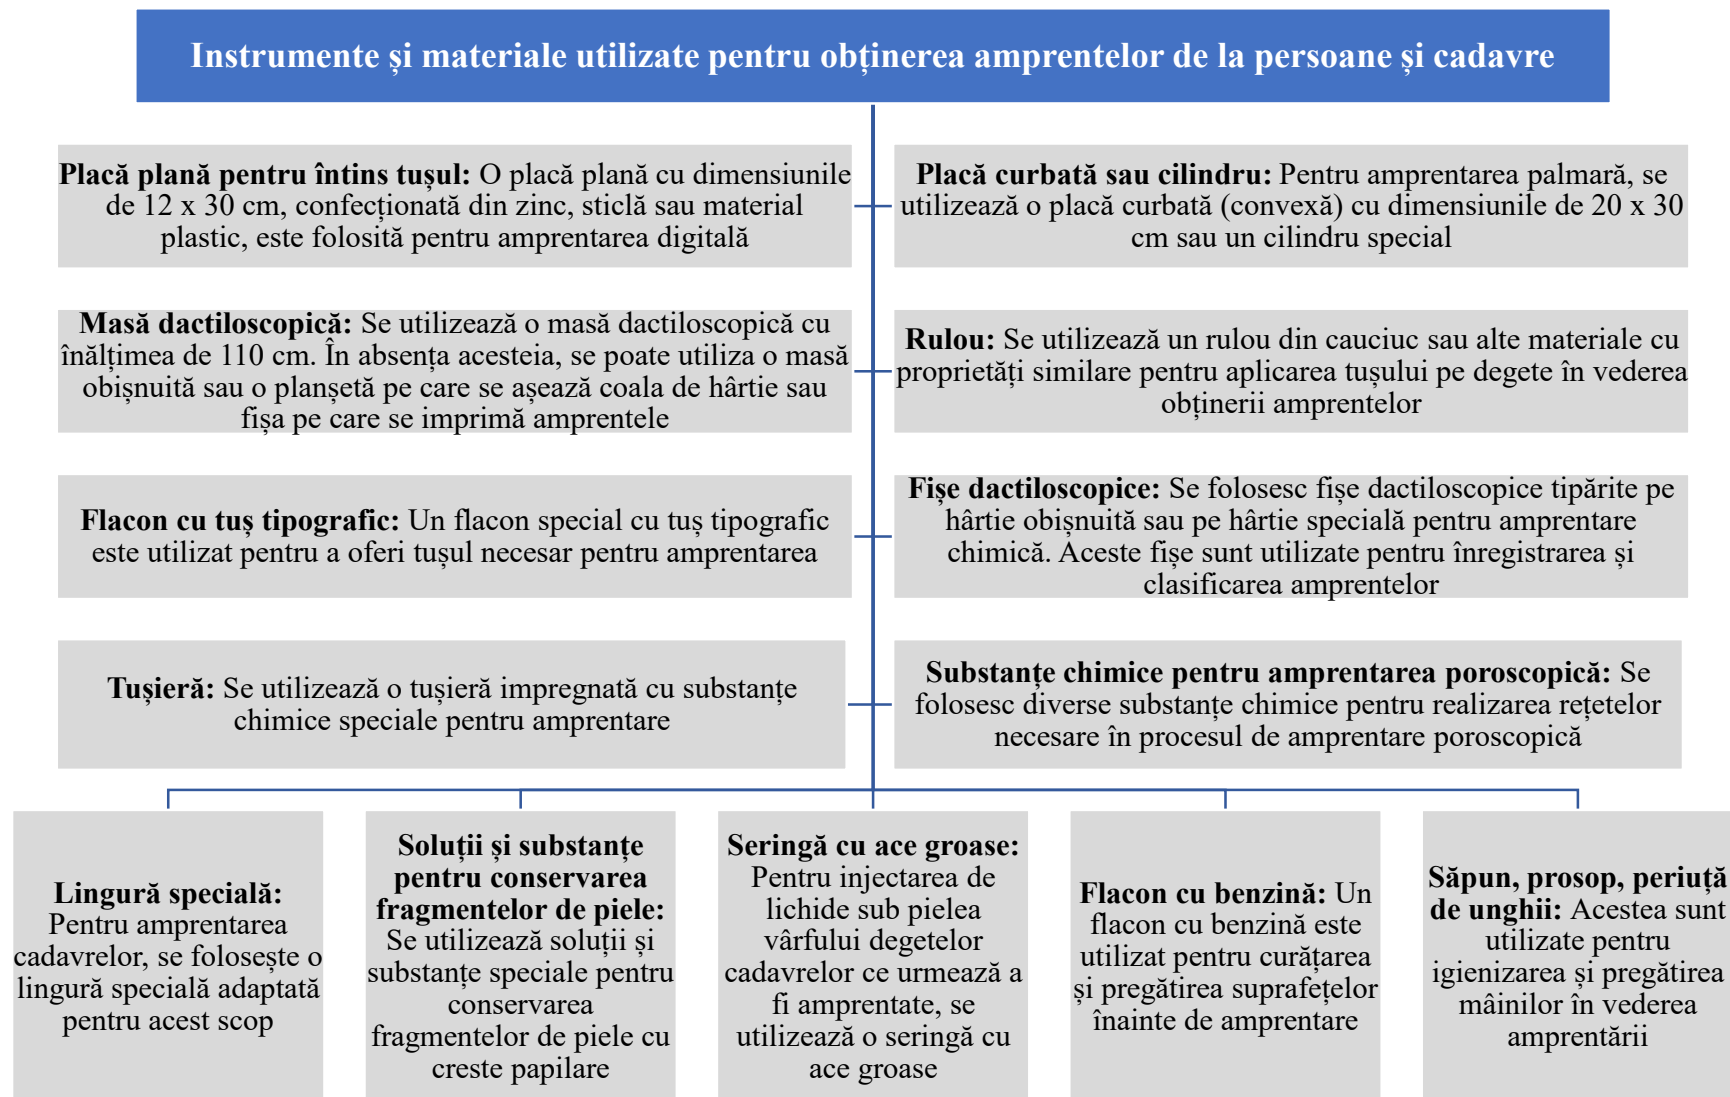 Instrumente și materiale utilizate pentru obținerea amprentelor de la persoane și cadavre
Placă plană pentru întins tușul: O placă plană cu dimensiunile
de 12 x 30 cm, confecționată din zinc, sticlă sau material
plastic, este folosită pentru amprentarea digitală
Placă curbată sau cilindru: Pentru amprentarea palmară, se
utilizează o placă curbată (convexă) cu dimensiunile de 20 x 30
cm sau un cilindru special
Masă dactiloscopică: Se utilizează o masă dactiloscopică cu
înălțimea de 110 cm. În absența acesteia, se poate utiliza o masă
obișnuită sau o planșetă pe care se așează coala de hârtie sau
fișa pe care se imprimă amprentele
Rulou: Se utilizează un rulou din cauciuc sau alte materiale cu
proprietăți similare pentru aplicarea tușului pe degete în vederea
obținerii amprentelor
Flacon cu tuș tipografic: Un flacon special cu tuș tipografic
este utilizat pentru a oferi tușul necesar pentru amprentarea
Fișe dactiloscopice: Se folosesc fișe dactiloscopice tipărite pe
hârtie obișnuită sau pe hârtie specială pentru amprentare
chimică. Aceste fișe sunt utilizate pentru înregistrarea și
clasificarea amprentelor
Tușieră: Se utilizează o tușieră impregnată cu substanțe
chimice speciale pentru amprentare
Substanțe chimice pentru amprentarea poroscopică: Se
folosesc diverse substanțe chimice pentru realizarea rețetelor
necesare în procesul de amprentare poroscopică
Lingură specială:
Pentru amprentarea
cadavrelor, se folosește o
lingură specială adaptată
pentru acest scop
Soluții și substanțe
pentru conservarea
fragmentelor de piele:
Se utilizează soluții și
substanțe speciale pentru
conservarea
fragmentelor de piele cu
creste papilare
Seringă cu ace groase:
Pentru injectarea de
lichide sub pielea
vârfului degetelor
cadavrelor ce urmează a
fi amprentate, se
utilizează o seringă cu
ace groase
Flacon cu benzină: Un
flacon cu benzină este
utilizat pentru curățarea
și pregătirea suprafețelor
înainte de amprentare
Săpun, prosop, periuță
de unghii: Acestea sunt
utilizate pentru
igienizarea și pregătirea
mâinilor în vederea
amprentării